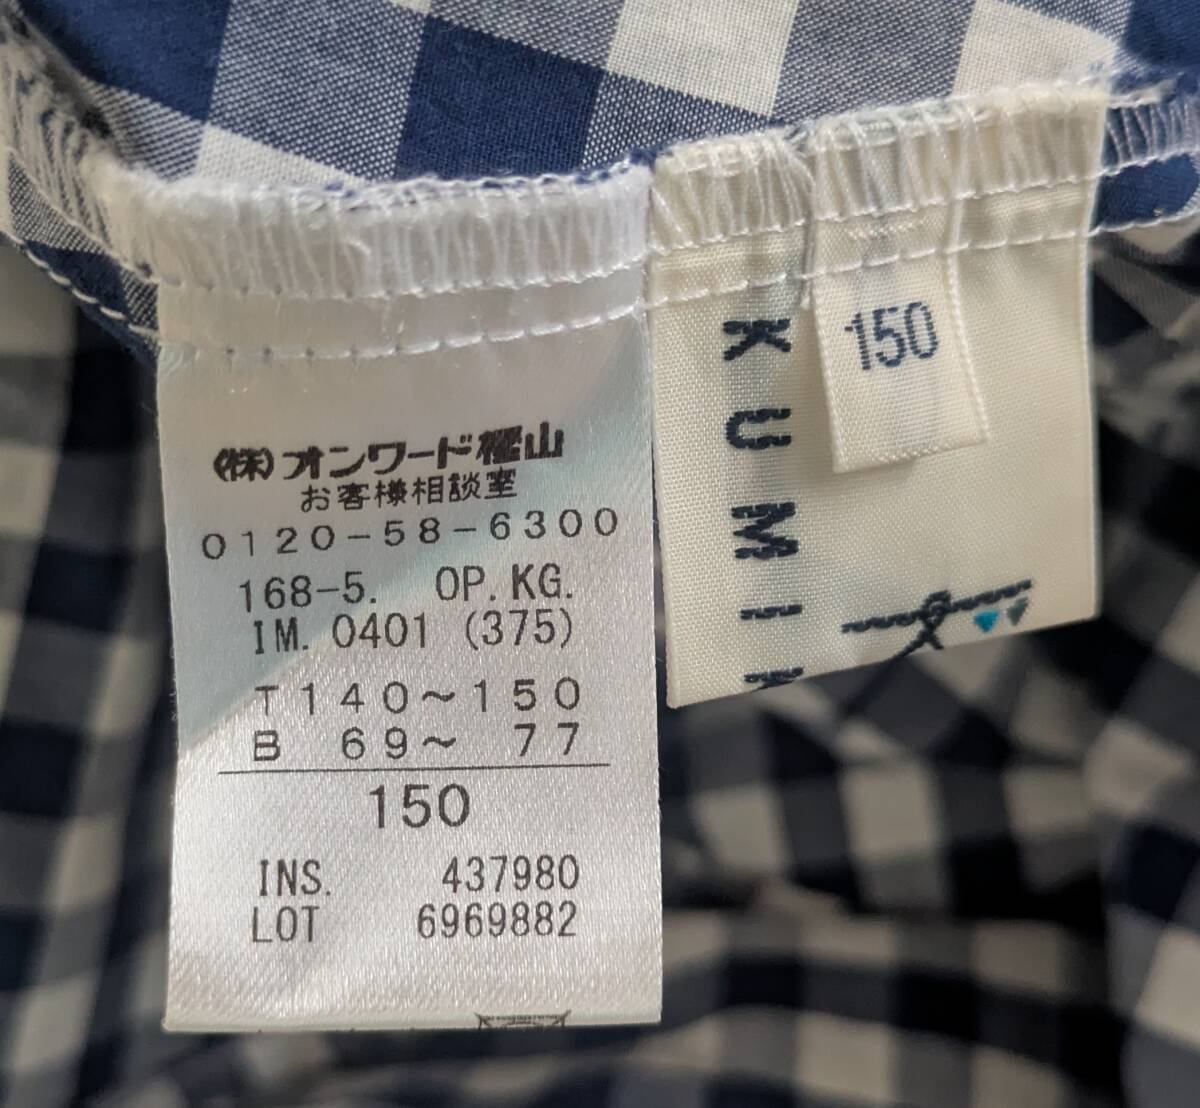 (株)オンワード樫山
お客様相談室
0120-58-6300
168-5. OP.KG.
IM. 0401 (375)
T 140～150
B 69～ 77
150
INS. 437980
LOT 6969882
150
KUMI